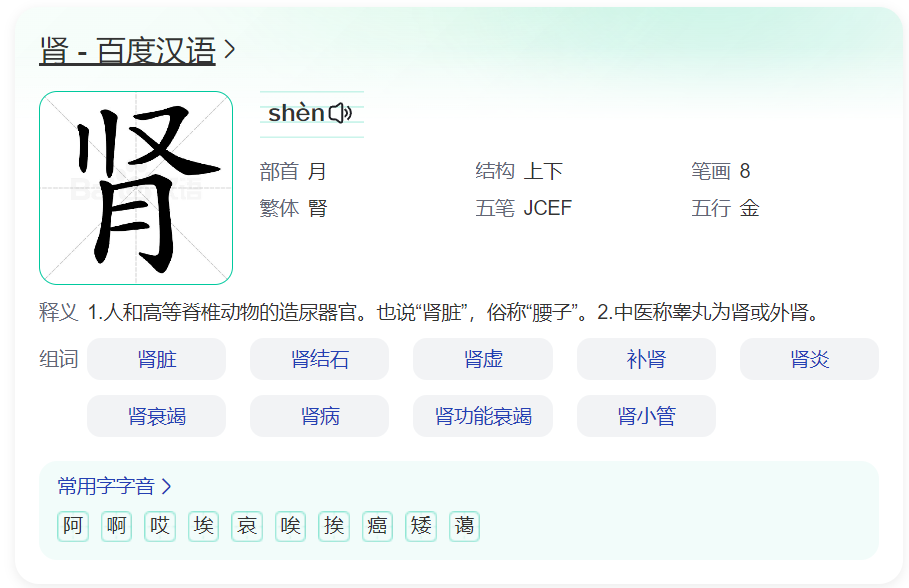 肾 - 百度汉语
肾
shèn
部首 月 结构 上下 笔画 8
繁体 腎 五笔 JCEF 五行 金
释义 1.人和高等脊椎动物的造尿器官。也说“肾脏”，俗称“腰子”。2.中医称睾丸为肾或外肾。
组词 肾脏 肾结石 肾虚 补肾 肾炎
肾衰竭 肾病 肾功能衰竭 肾小管
常用字字音
阿 啊 哎 埃 哀 唉 挨 癌 矮 蔼